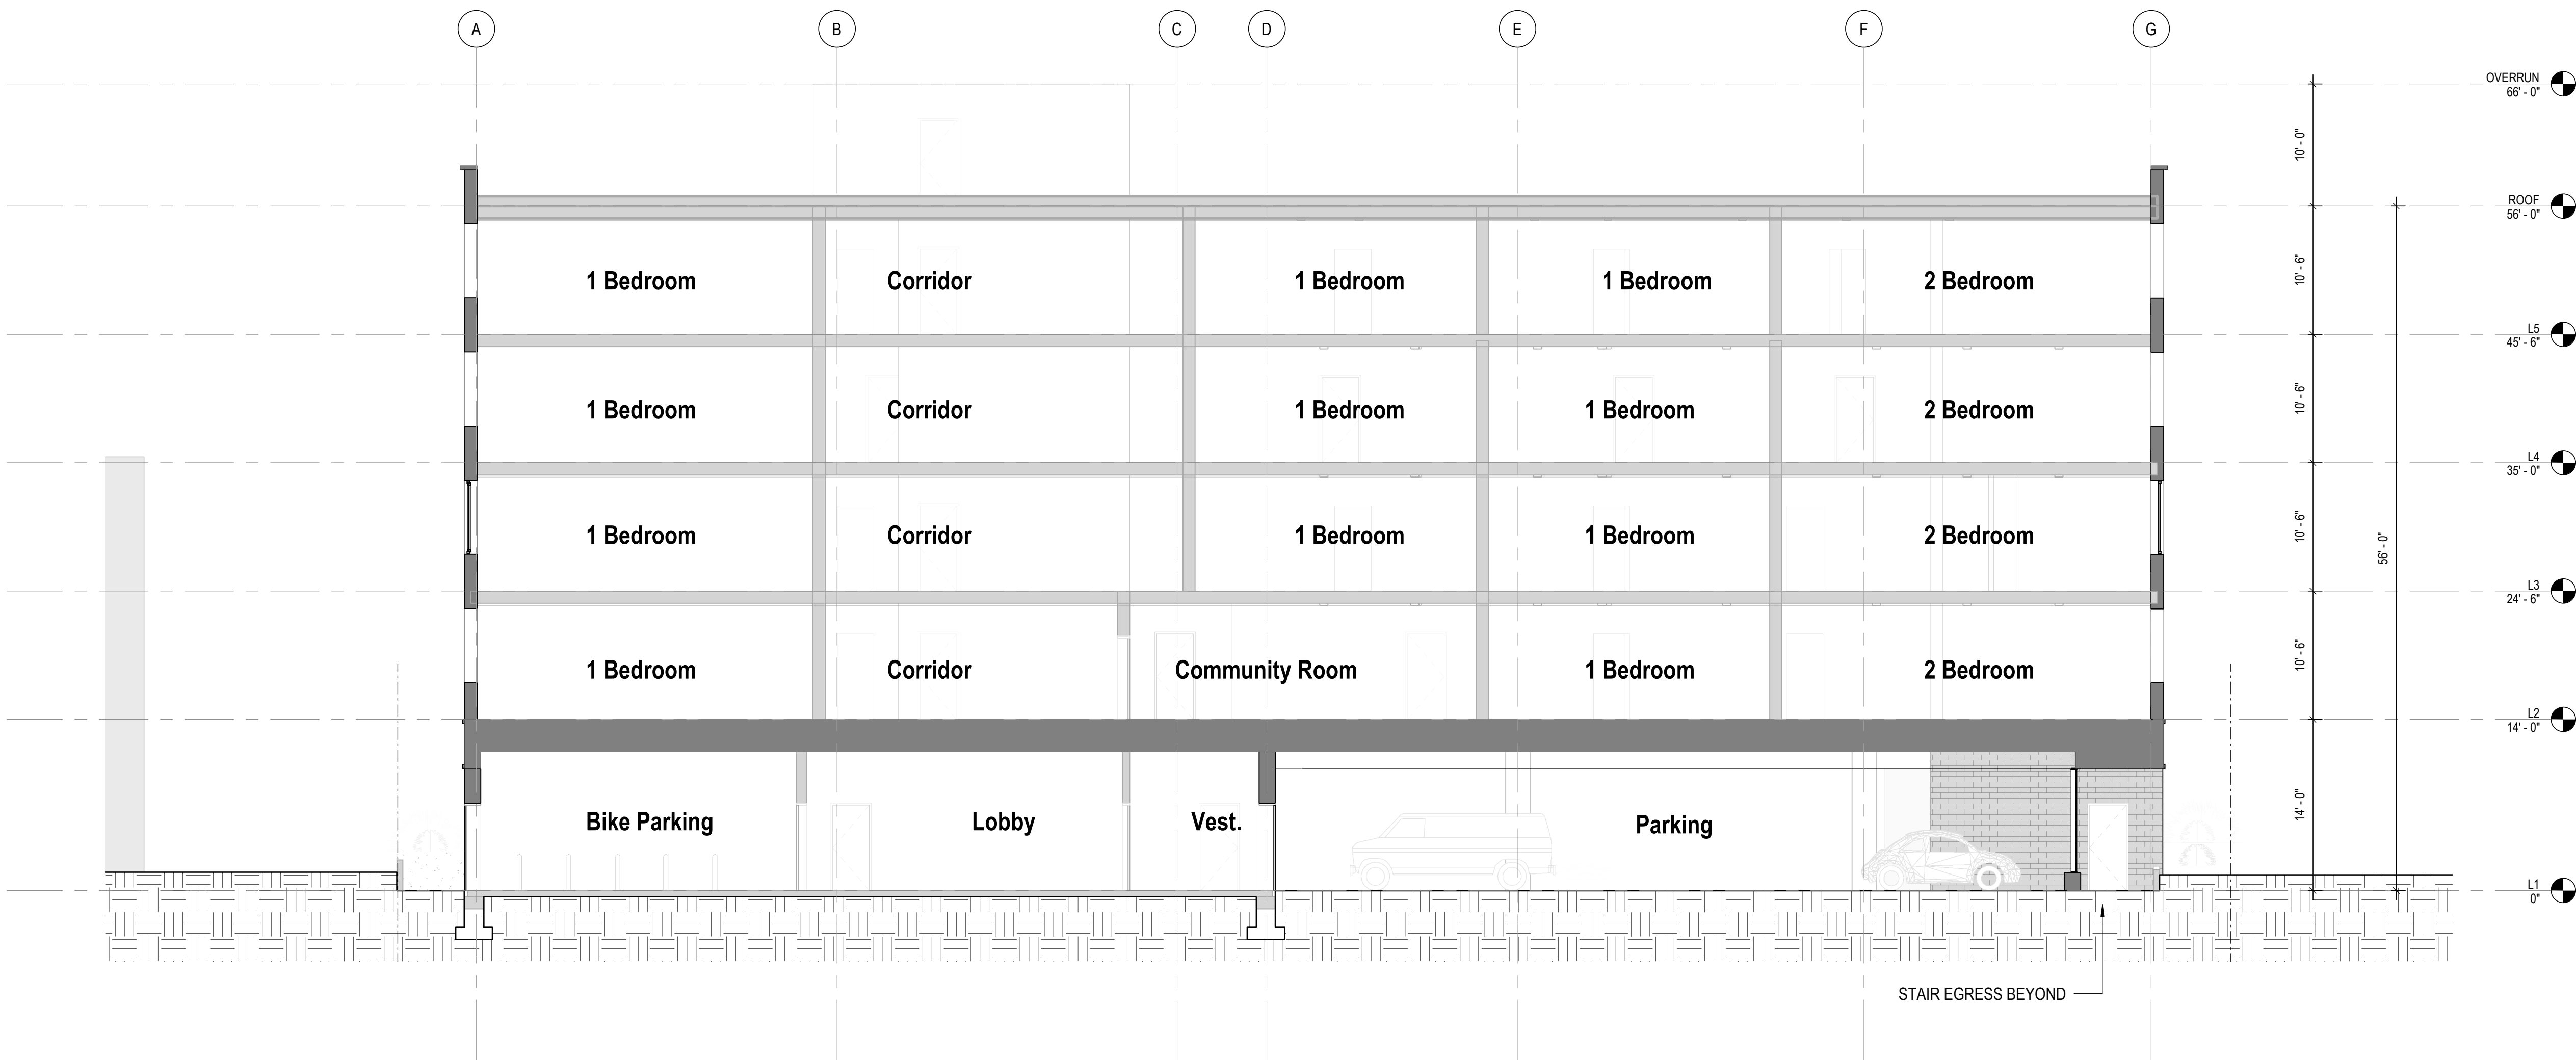 A B C D E F G
OVERRUN
66' - 0"
10' - 0"
ROOF
56' - 0"
1 Bedroom Corridor 1 Bedroom 1 Bedroom 2 Bedroom
10' - 6"
L5
45' - 6"
1 Bedroom Corridor 1 Bedroom 1 Bedroom 2 Bedroom
10' - 6"
L4
35' - 0"
1 Bedroom Corridor 1 Bedroom 1 Bedroom 2 Bedroom
10' - 6"
56' - 0"
L3
24' - 6"
1 Bedroom Corridor Community Room 1 Bedroom 2 Bedroom
10' - 6"
L2
14' - 0"
Bike Parking Lobby Vest. Parking
14' - 0"
L1
0"
STAIR EGRESS BEYOND